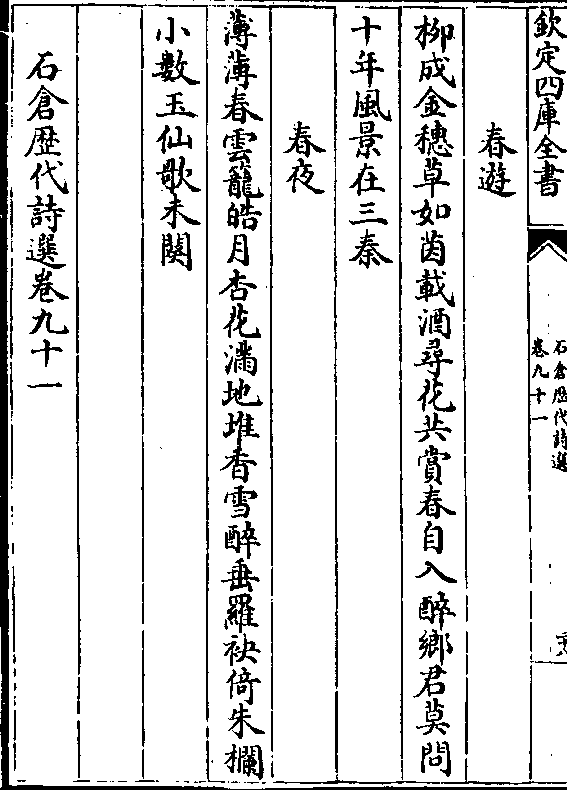 欽定四庫全書
石倉歴代詩選
卷九十一
春遊
栁成金穗草如茵載酒尋花共賞春自入醉鄉君莫問
十年風景在三秦
春夜
薄薄春雲籠皓月杏花滿地堆香雪醉垂羅袂倚朱欄
小數玉仙歌未闋
石倉歴代詩選卷九十一